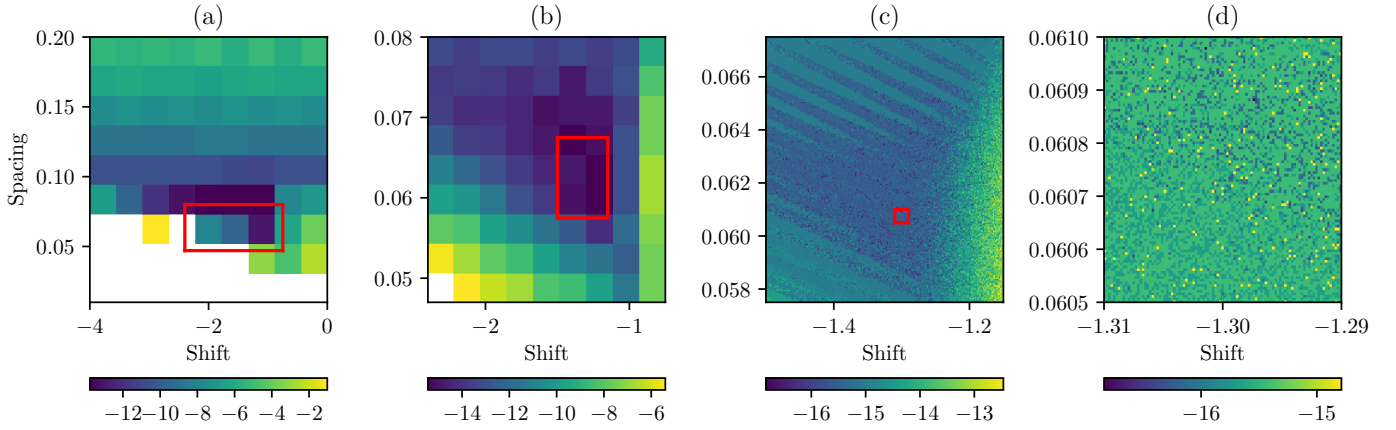 (a)
(b)
(c)
(d)
Spacing
0.20
0.15
0.10
0.05
−4
−2
0
Shift
0.08
0.07
0.06
0.05
−2
−1
Shift
0.066
0.064
0.062
0.060
0.058
−1.4
−1.2
Shift
0.0610
0.0609
0.0608
0.0607
0.0606
0.0605
−1.31
−1.30
−1.29
Shift
−12 −10 −8 −6 −4 −2
−14 −12 −10 −8 −6
−16 −15 −14 −13
−16 −15